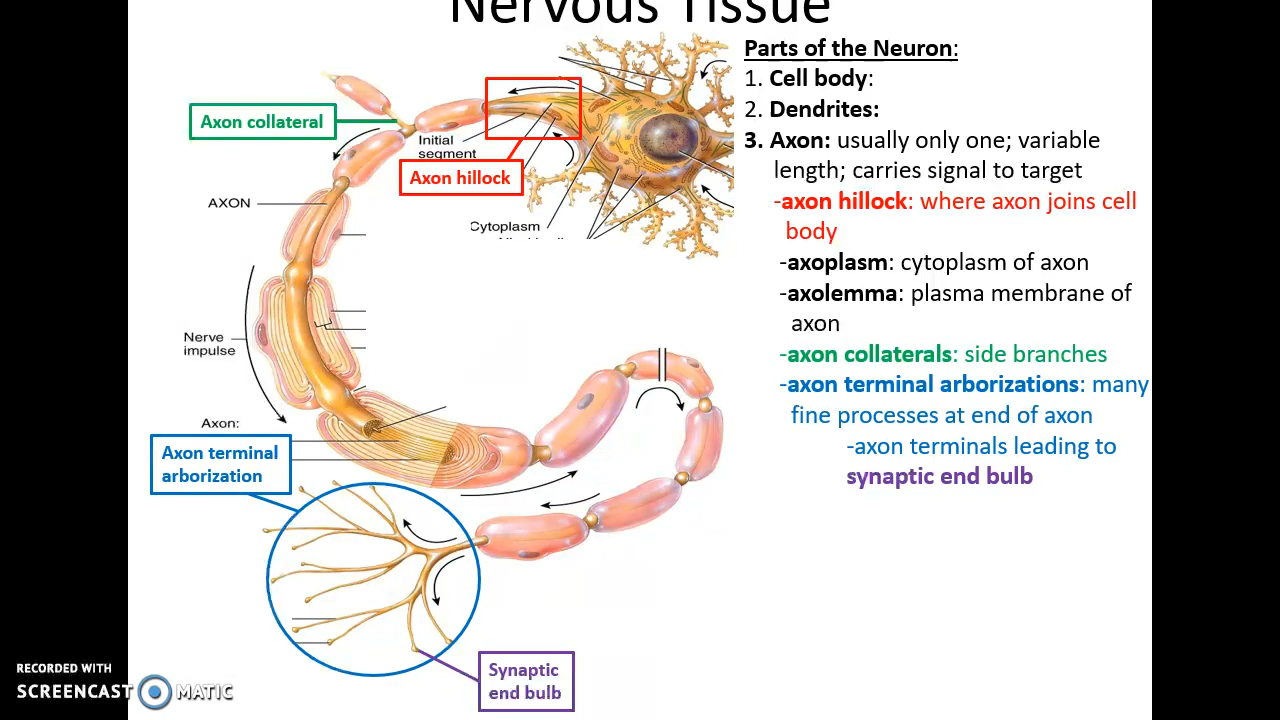 Nervous Tissue
Axon collateral
Initial
segment
Axon hillock
AXON
Cytoplasm
Nerve
impulse
Axon:
Axon terminal
arborization
Synaptic
end bulb
Parts of the Neuron:
1. Cell body:
2. Dendrites:
3. Axon: usually only one; variable
length; carries signal to target
-axon hillock: where axon joins cell
body
-axoplasm: cytoplasm of axon
-axolemma: plasma membrane of
axon
-axon collaterals: side branches
-axon terminal arborizations: many
fine processes at end of axon
-axon terminals leading to
synaptic end bulb
RECORDED WITH
SCREENCAST MATIC